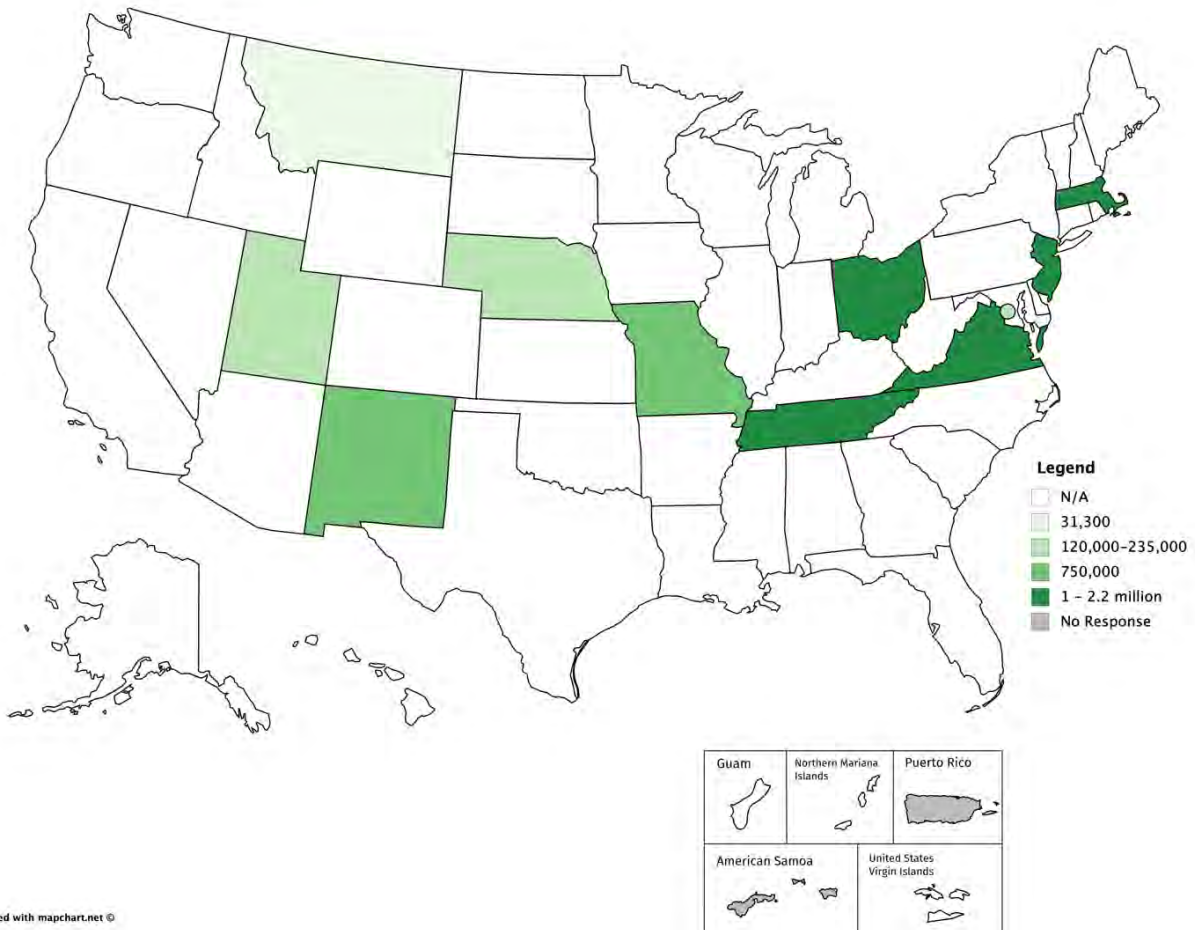 Legend
N/A
31,300
120,000-235,000
750,000
1 - 2.2 million
No Response
Guam
Northern Mariana
Islands
Puerto Rico
American Samoa
United States
Virgin Islands
ed with mapchart.net ©